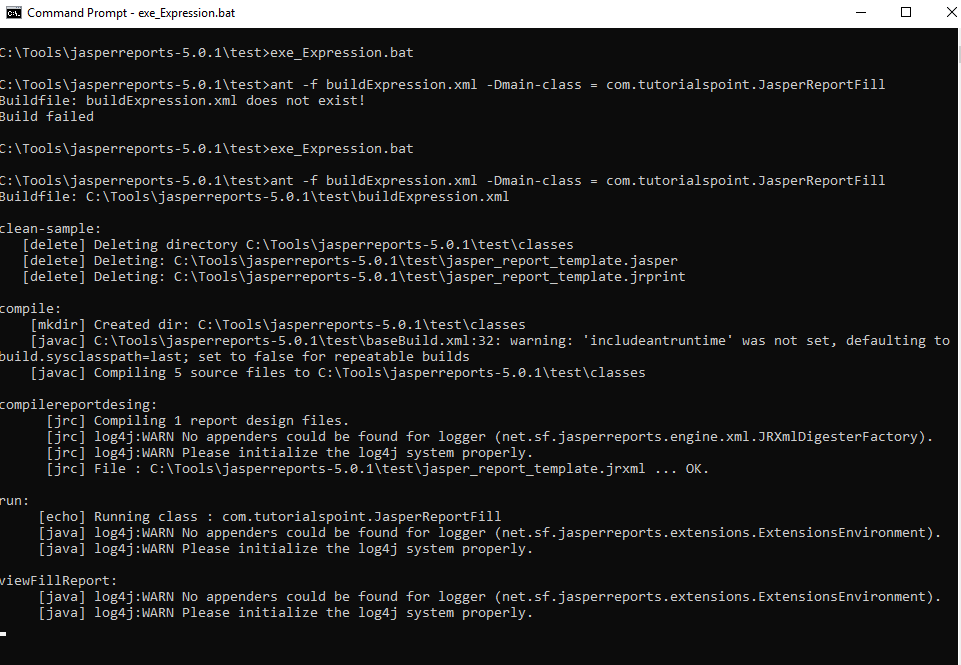 Command Prompt - exe_Expression.bat
C:\Tools\jasperreports-5.0.1\test>exe_Expression.bat
C:\Tools\jasperreports-5.0.1\test>ant -f buildExpression.xml -Dmain-class = com.tutorialspoint.JasperReportFill
Buildfile: buildExpression.xml does not exist!
Build failed
C:\Tools\jasperreports-5.0.1\test>exe_Expression.bat
C:\Tools\jasperreports-5.0.1\test>ant -f buildExpression.xml -Dmain-class = com.tutorialspoint.JasperReportFill
Buildfile: C:\Tools\jasperreports-5.0.1\test\buildExpression.xml
clean-sample:
[delete] Deleting directory C:\Tools\jasperreports-5.0.1\test\classes
[delete] Deleting: C:\Tools\jasperreports-5.0.1\test\jasper_report_template.jasper
[delete] Deleting: C:\Tools\jasperreports-5.0.1\test\jasper_report_template.jrprint
compile:
[mkdir] Created dir: C:\Tools\jasperreports-5.0.1\test\classes
[javac] C:\Tools\jasperreports-5.0.1\test\baseBuild.xml:32: warning: 'includeantruntime' was not set, defaulting to
build.sysclasspath=last; set to false for repeatable builds
[javac] Compiling 5 source files to C:\Tools\jasperreports-5.0.1\test\classes
compilereportdesing:
[jrc] Compiling 1 report design files.
[jrc] log4j:WARN No appenders could be found for logger (net.sf.jasperreports.engine.xml.JRXmlDigesterFactory).
[jrc] log4j:WARN Please initialize the log4j system properly.
[jrc] File : C:\Tools\jasperreports-5.0.1\test\jasper_report_template.jrxml ... OK.
run:
[echo] Running class : com.tutorialspoint.JasperReportFill
[java] log4j:WARN No appenders could be found for logger (net.sf.jasperreports.extensions.ExtensionsEnvironment).
[java] log4j:WARN Please initialize the log4j system properly.
viewFillReport:
[java] log4j:WARN No appenders could be found for logger (net.sf.jasperreports.extensions.ExtensionsEnvironment).
[java] log4j:WARN Please initialize the log4j system properly.